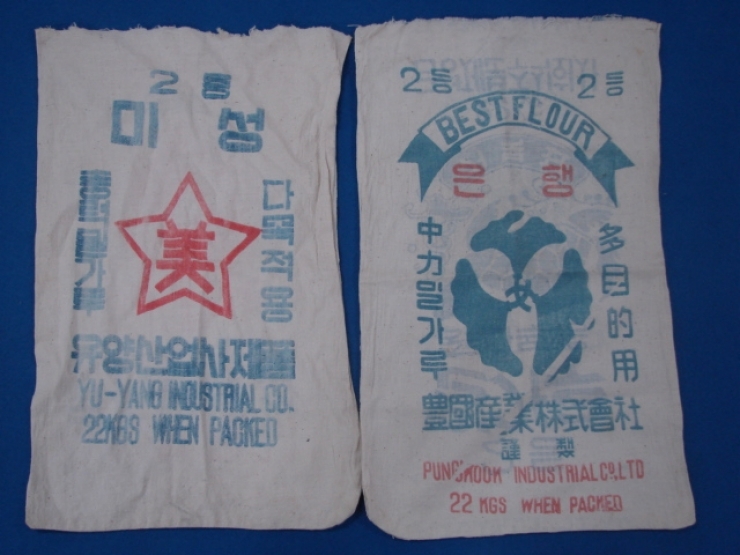 2 등
미 성
중력밀가루
美
다목적용
유양산업사제품
YU-YANG INDUSTRIAL CO.
22KGS WHEN PACKED
2등 2등
BEST FLOUR
은 행
中力밀가루
多目的用
豊國産業株式會社
謹製
PUNGKOOK INDUSTRIAL CO,LTD
22 KGS WHEN PACKED